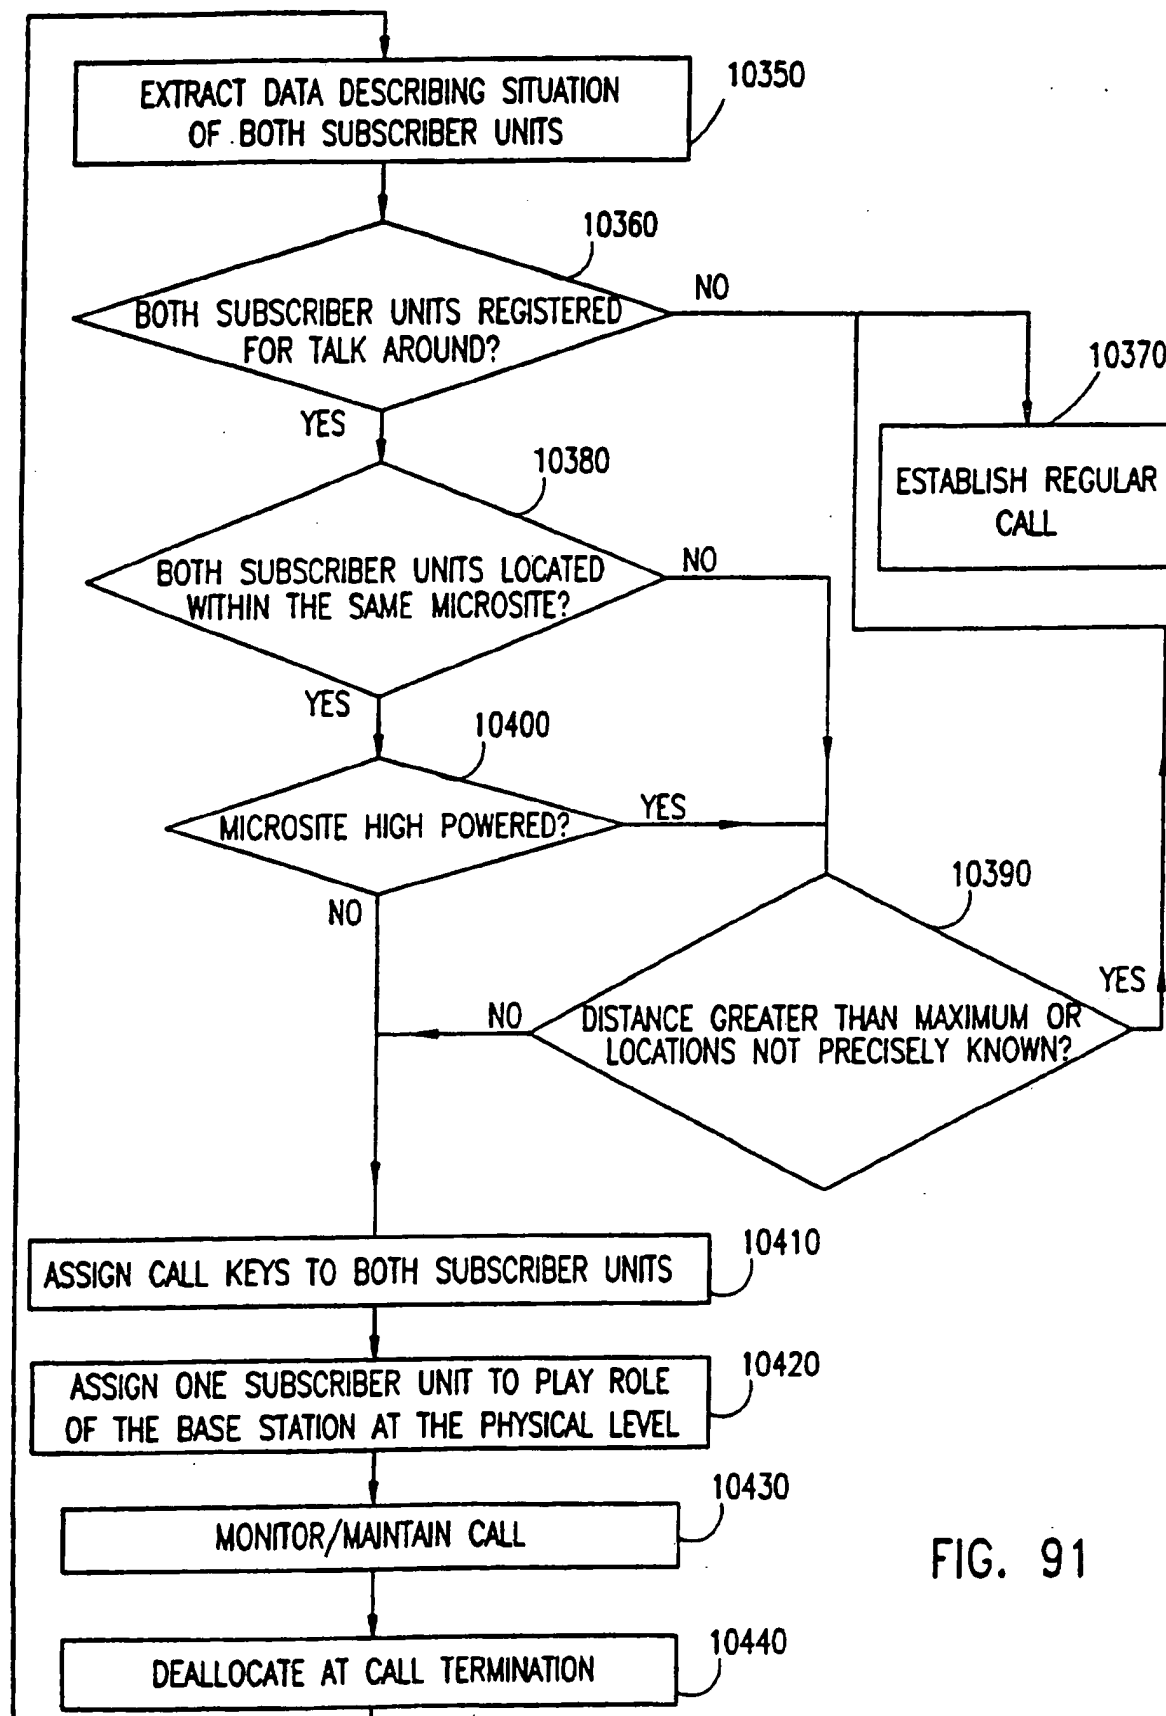 EXTRACT DATA DESCRIBING SITUATION
OF BOTH SUBSCRIBER UNITS
10350
10360
BOTH SUBSCRIBER UNITS REGISTERED
FOR TALK AROUND?
NO
YES
10370
ESTABLISH REGULAR
CALL
10380
BOTH SUBSCRIBER UNITS LOCATED
WITHIN THE SAME MICROSITE?
NO
YES
10400
MICROSITE HIGH POWERED?
YES
NO
10390
DISTANCE GREATER THAN MAXIMUM OR
LOCATIONS NOT PRECISELY KNOWN?
NO
YES
10410
ASSIGN CALL KEYS TO BOTH SUBSCRIBER UNITS
10420
ASSIGN ONE SUBSCRIBER UNIT TO PLAY ROLE
OF THE BASE STATION AT THE PHYSICAL LEVEL
10430
MONITOR/MAINTAIN CALL
10440
DEALLOCATE AT CALL TERMINATION
FIG. 91